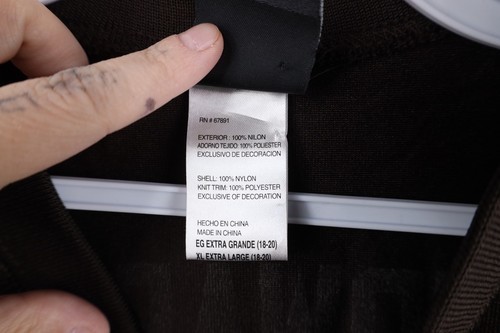 RN # 67891
EXTERIOR: 100% NILON
ADORNO TEJIDO: 100% POLIESTER
EXCLUSIVO DE DECORACION
SHELL: 100% NYLON
KNIT TRIM: 100% POLYESTER
EXCLUSIVE OF DECORATION
HECHO EN CHINA
MADE IN CHINA
EG EXTRA GRANDE (18-20)
XL EXTRA LARGE (18-20)